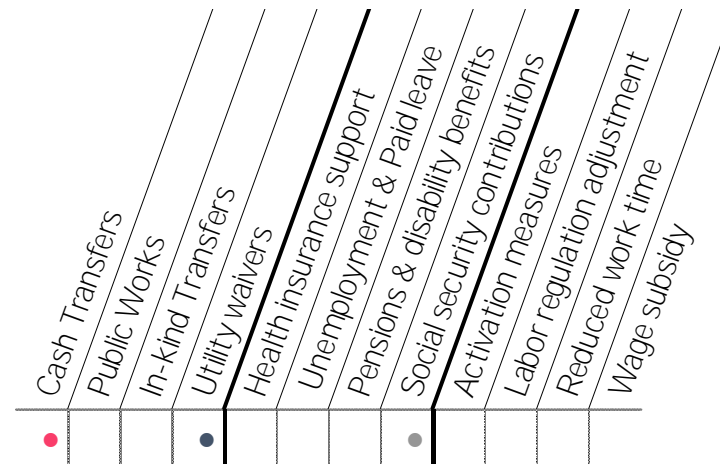 Cash Transfers
Public Works
In-kind Transfers
Utility waivers
Health insurance support
Unemployment & Paid leave
Pensions & disability benefits
Social security contributions
Activation measures
Labor regulation adjustment
Reduced work time
Wage subsidy